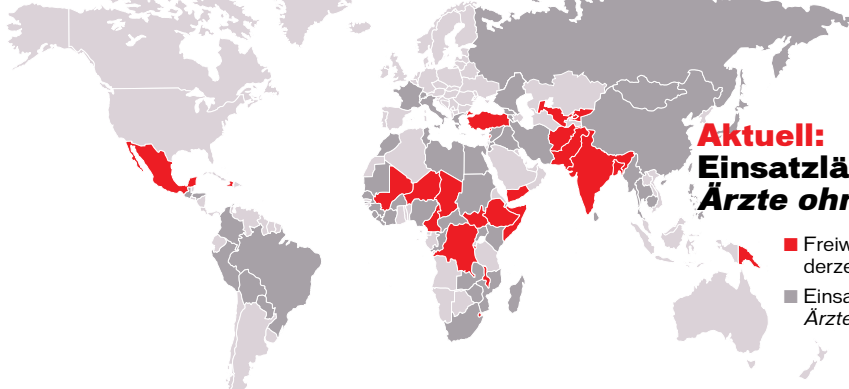 Aktuell:
Einsatzlä
Ärzte ohn
Freiw
derze
Einsa
Ärzte